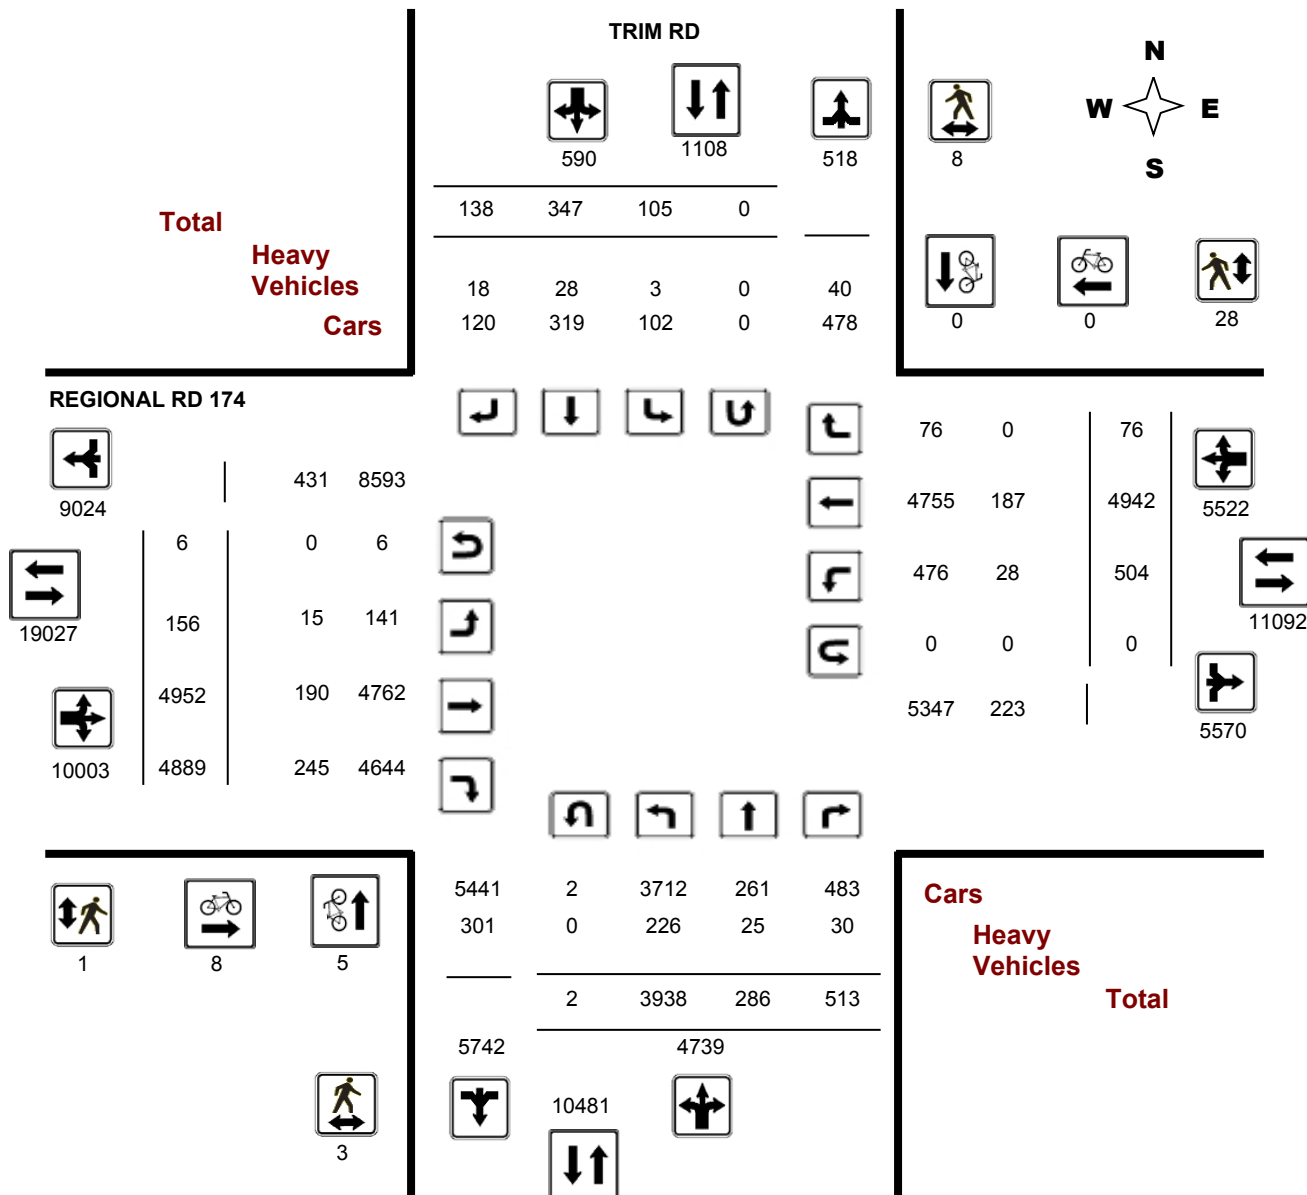 TRIM RD
N
W E
S
590 1108 518 8
138 347 105 0
Total
Heavy
Vehicles
18 28 3 0 40
Cars
120 319 102 0 478
0 0 28
REGIONAL RD 174
76 0 76
431 8593
9024
4755 187 4942
5522
6 0 6
476 28 504
19027
156 15 141
11092
0 0 0
4952 190 4762
5347 223
5570
10003
4889 245 4644
5441 2 3712 261 483
Cars
301 0 226 25 30
Heavy
Vehicles
1 8 5
2 3938 286 513
Total
5742 4739
10481
3